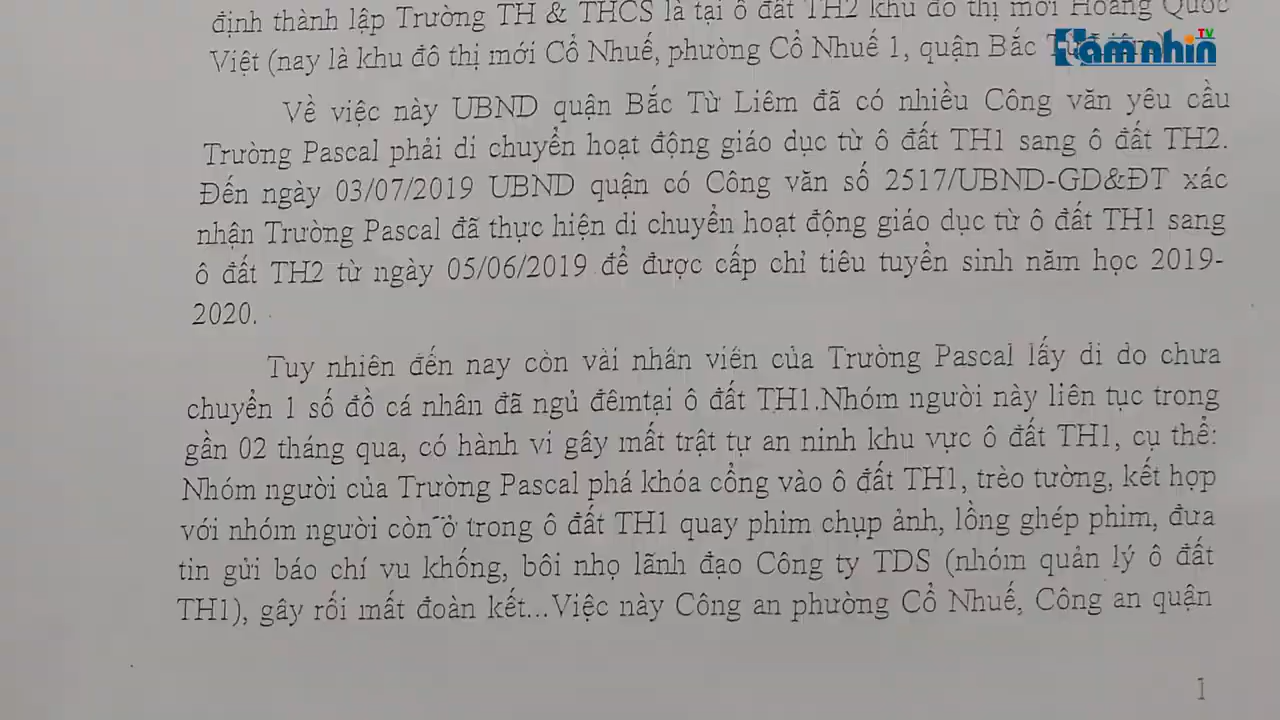 định thành lập Trường TH & THCS là tại ô đất TH2 khu đô thị mới Hoàng Quốc
Việt (nay là khu đô thị mới Cổ Nhuế, phường Cổ Nhuế 1, quận Bắc
Tầm nhìn TV
Về việc này UBND quận Bắc Từ Liêm đã có nhiều Công văn yêu cầu
Trường Pascal phải di chuyển hoạt động giáo dục từ ô đất TH1 sang ô đất TH2.
Đến ngày 03/07/2019 UBND quận có Công văn số 2517/UBND-GD&ĐT xác
nhận Trường Pascal đã thực hiện di chuyển hoạt động giáo dục từ ô đất TH1 sang
ô đất TH2 từ ngày 05/06/2019 để được cấp chỉ tiêu tuyển sinh năm học 2019-
2020.
Tuy nhiên đến nay còn vài nhân viên của Trường Pascal lấy di do chưa
chuyển 1 số đồ cá nhân đã ngủ đêmtại ô đất TH1.Nhóm người này liên tục trong
gần 02 tháng qua, có hành vi gây mất trật tự an ninh khu vực ô đất TH1, cụ thể:
Nhóm người của Trường Pascal phá khóa cổng vào ô đất TH1, trèo tường, kết hợp
với nhóm người còn ở trong ô đất TH1 quay phim chụp ảnh, lồng ghép phim, đưa
tin gửi báo chí vu khống, bôi nhọ lãnh đạo Công ty TDS (nhóm quản lý ô đất
TH1), gây rối mất đoàn kết...Việc này Công an phường Cổ Nhuế, Công an quận
1